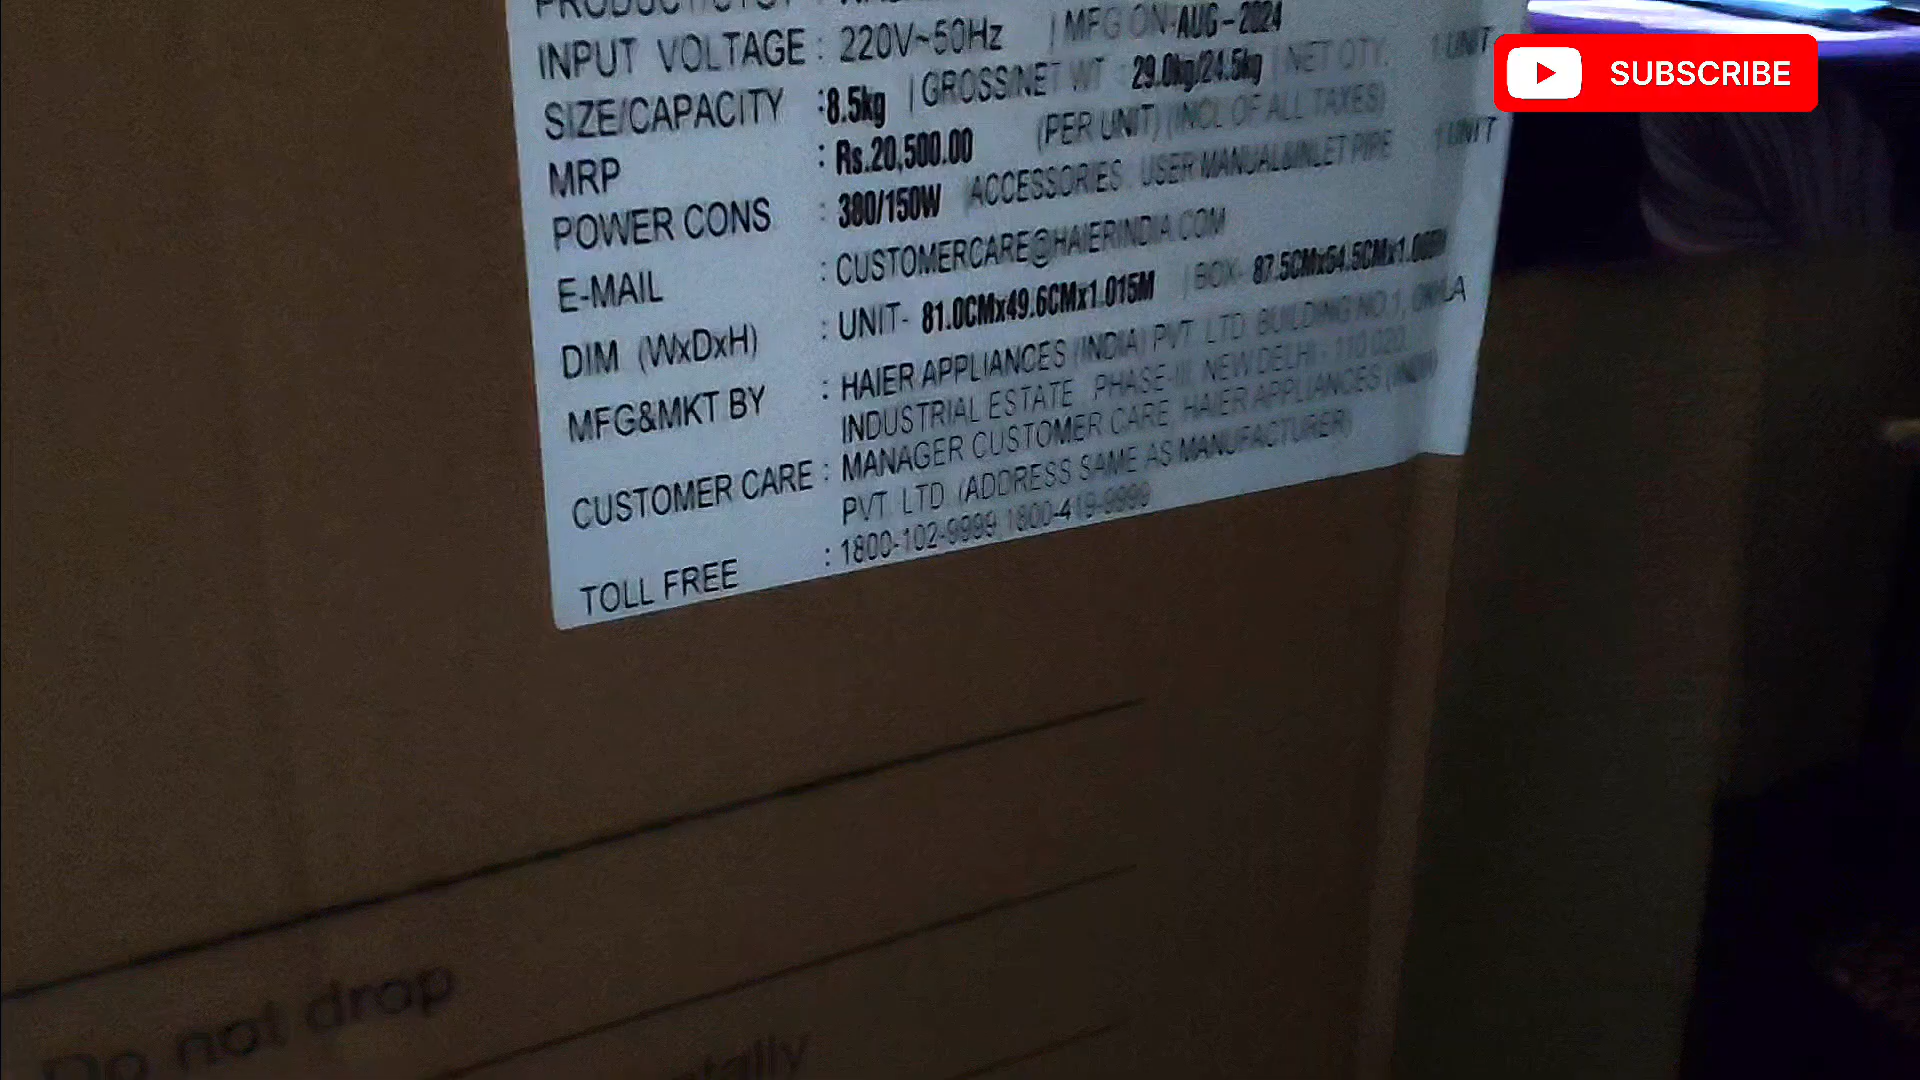 INPUT VOLTAGE : 220V~50Hz | MFG ON-AUG-2024
SIZE/CAPACITY :8.5kg | GROSS/NET WT : 29.0kg/24.5kg | NET QTY. 1 UNIT
MRP : Rs.20,500.00 (PER UNIT) (INCL OF ALL TAXES)
POWER CONS : 380/150W |ACCESSORIES USER MANUAL&INLET PIPE 1 UNIT
E-MAIL : CUSTOMERCARE@HAIERINDIA.COM
DIM (WxDxH) : UNIT- 81.0CMx49.6CMx1.015M | BOX- 87.5CMx54.5CMx
MFG&MKT BY : HAIER APPLIANCES (INDIA) PVT. LTD. BUILDING NO.1, OKHLA
INDUSTRIAL ESTATE PHASE-III, NEW DELHI - 110 020.
CUSTOMER CARE : MANAGER CUSTOMER CARE HAIER APPLIANCES (INDIA)
PVT. LTD. (ADDRESS SAME AS MANUFACTURER)
TOLL FREE : 1800-102-9999 1800-419-9999
Do not drop
SUBSCRIBE